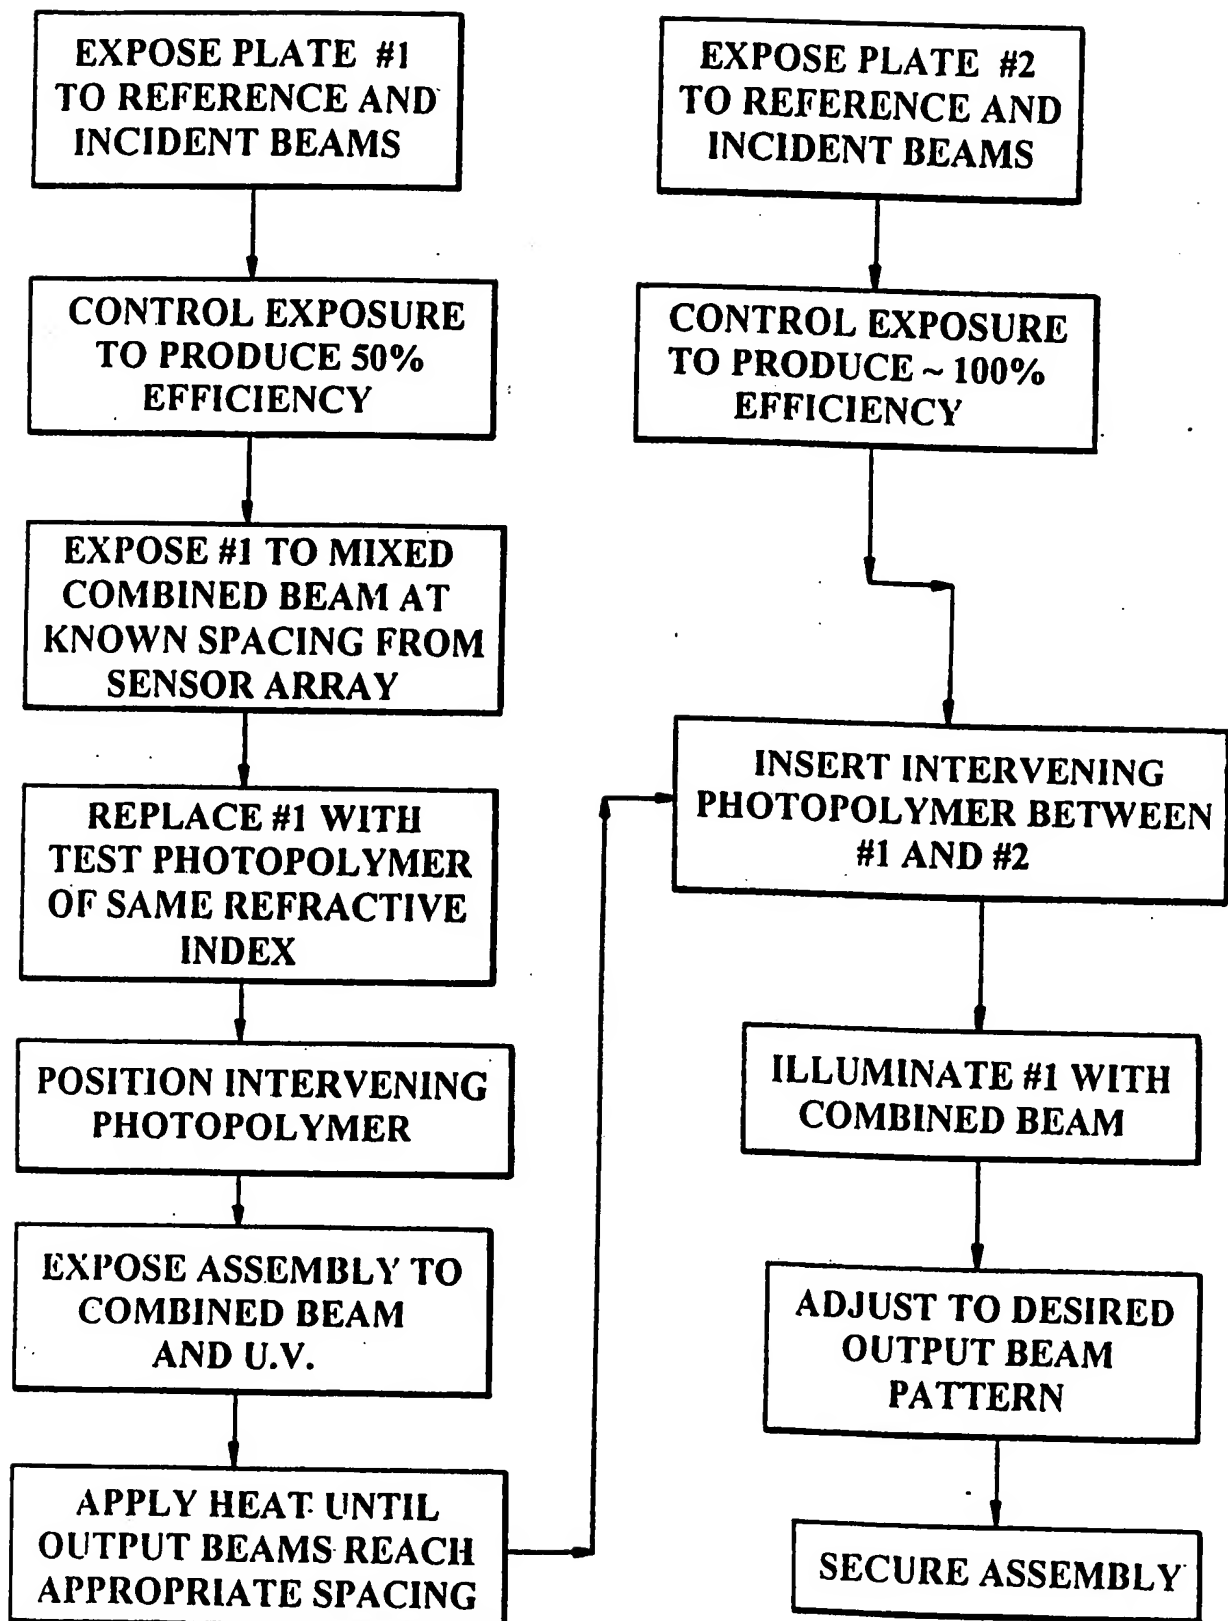 EXPOSE PLATE #1
TO REFERENCE AND
INCIDENT BEAMS
CONTROL EXPOSURE
TO PRODUCE 50%
EFFICIENCY
EXPOSE #1 TO MIXED
COMBINED BEAM AT
KNOWN SPACING FROM
SENSOR ARRAY
REPLACE #1 WITH
TEST PHOTOPOLYMER
OF SAME REFRACTIVE
INDEX
POSITION INTERVENING
PHOTOPOLYMER
EXPOSE ASSEMBLY TO
COMBINED BEAM
AND U.V.
APPLY HEAT UNTIL
OUTPUT BEAMS REACH
APPROPRIATE SPACING
EXPOSE PLATE #2
TO REFERENCE AND
INCIDENT BEAMS
CONTROL EXPOSURE
TO PRODUCE ~ 100%
EFFICIENCY
INSERT INTERVENING
PHOTOPOLYMER BETWEEN
#1 AND #2
ILLUMINATE #1 WITH
COMBINED BEAM
ADJUST TO DESIRED
OUTPUT BEAM
PATTERN
SECURE ASSEMBLY